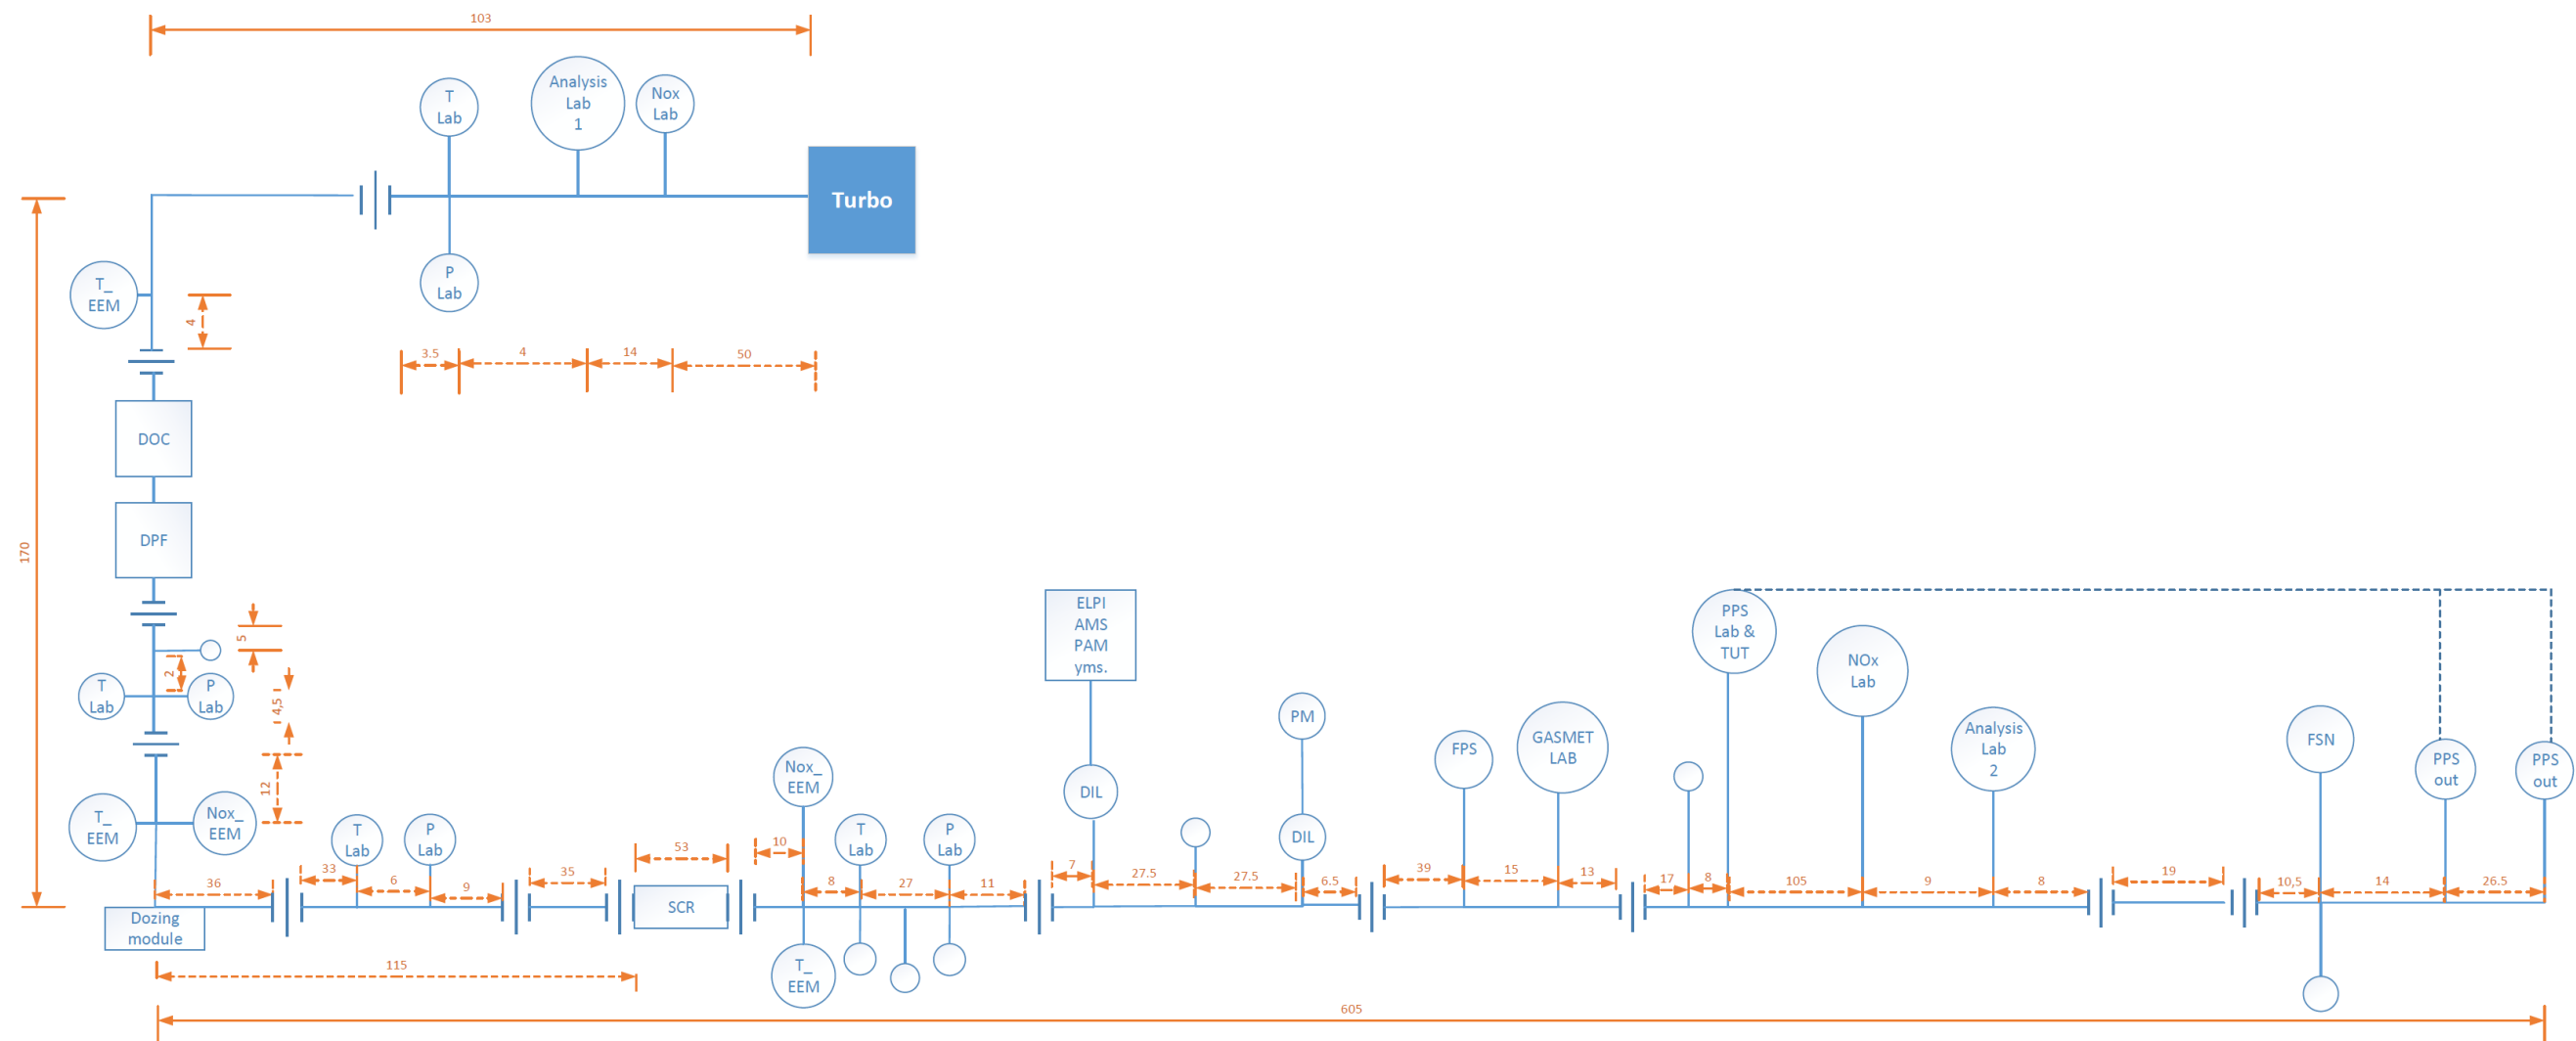 103
T
Lab
Analysis
Lab
1
Nox
Lab
Turbo
P
Lab
T_
EEM
4
3.5
4
14
50
DOC
DPF
170
5
2
T
Lab
P
Lab
4,5
12
T_
EEM
Nox_
EEM
36
33
T
Lab
6
P
Lab
9
35
53
10
Nox_
EEM
8
T
Lab
27
P
Lab
11
7
ELPI
AMS
PAM
yms.
DIL
27.5
27.5
PM
DIL
6.5
39
FPS
15
GASMET
LAB
13
17
8
PPS
Lab &
TUT
105
NOx
Lab
9
Analysis
Lab
2
8
19
10,5
FSN
14
PPS
out
26.5
PPS
out
Dozing
module
SCR
T_
EEM
115
605